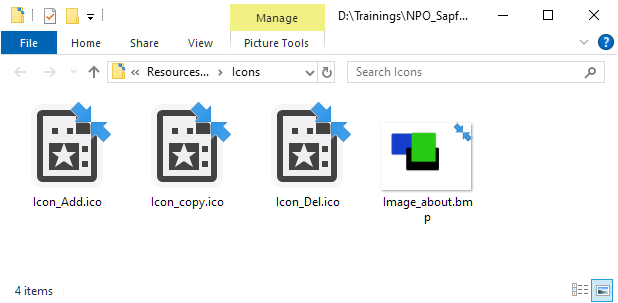 Manage
D:\Trainings\NPO_Sapf...
File
Home
Share
View
Picture Tools
Resources...
Icons
Search Icons
Icon_Add.ico
Icon_copy.ico
Icon_Del.ico
Image_about.bm
p
4 items